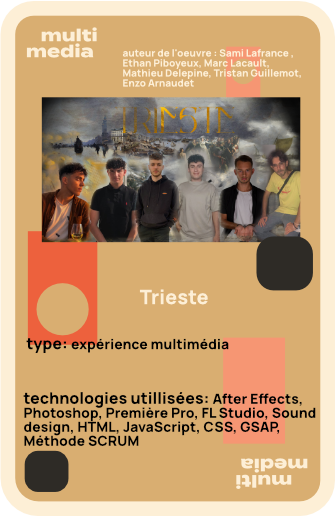 multi
media
auteur de l'oeuvre : Sami Lafrance ,
Ethan Piboyeux, Marc Lacault,
Mathieu Delepine, Tristan Guillemot,
Enzo Arnaudet
TRIESTE
Trieste
type: expérience multimédia
technologies utillisées: After Effects,
Photoshop, Première Pro, FL Studio, Sound
design, HTML, JavaScript, CSS, GSAP,
Méthode SCRUM
multi
media